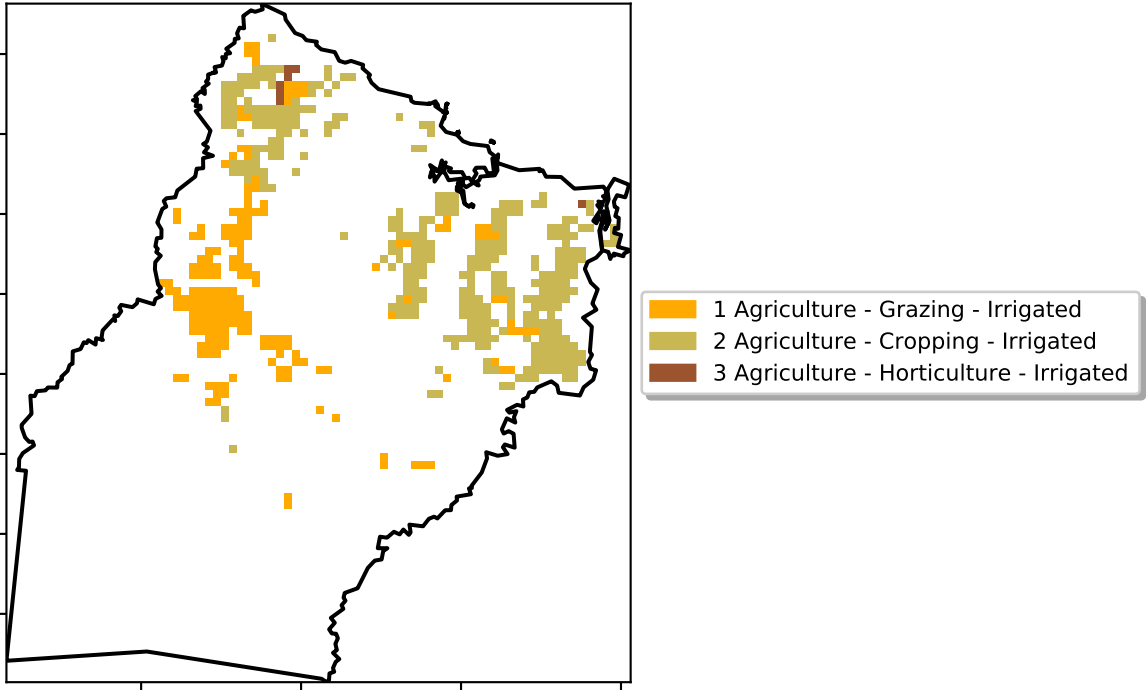 1 Agriculture - Grazing - Irrigated
2 Agriculture - Cropping - Irrigated
3 Agriculture - Horticulture - Irrigated